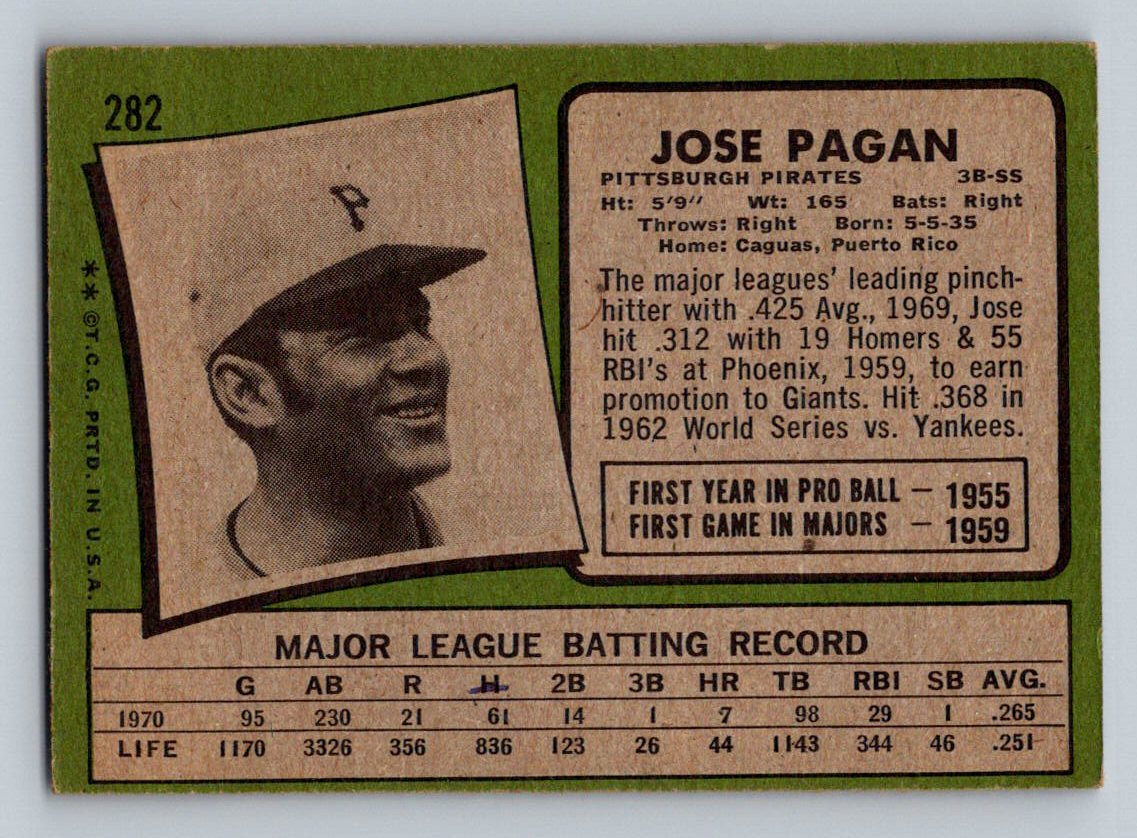 282
P
** ©T.C.G. PRTD. IN U.S.A.
JOSE PAGAN
PITTSBURGH PIRATES 3B-SS
Ht: 5'9" Wt: 165 Bats: Right
Throws: Right Born: 5-5-35
Home: Caguas, Puerto Rico
The major leagues' leading pinch-
hitter with .425 Avg., 1969, Jose
hit .312 with 19 Homers & 55
RBI's at Phoenix, 1959, to earn
promotion to Giants. Hit .368 in
1962 World Series vs. Yankees.
FIRST YEAR IN PRO BALL — 1955
FIRST GAME IN MAJORS — 1959
MAJOR LEAGUE BATTING RECORD
G AB R H 2B 3B HR TB RBI SB AVG.
1970 95 230 21 61 14 1 7 98 29 1 .265
LIFE 1170 3326 356 836 123 26 44 1143 344 46 .251